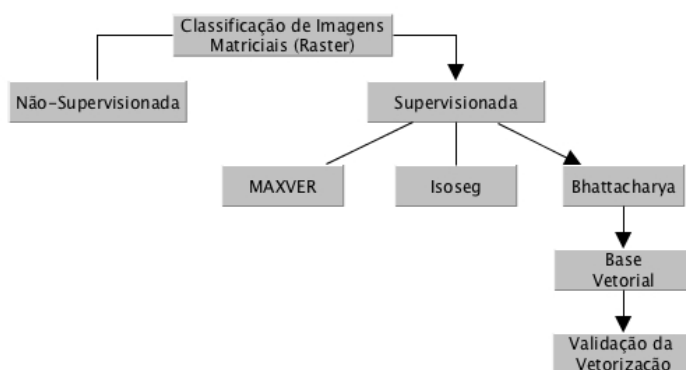 Classificação de Imagens
Matriciais (Raster)
Não-Supervisionada
Supervisionada
MAXVER
Isoseg
Bhattacharya
Base
Vetorial
Validação da
Vetorização